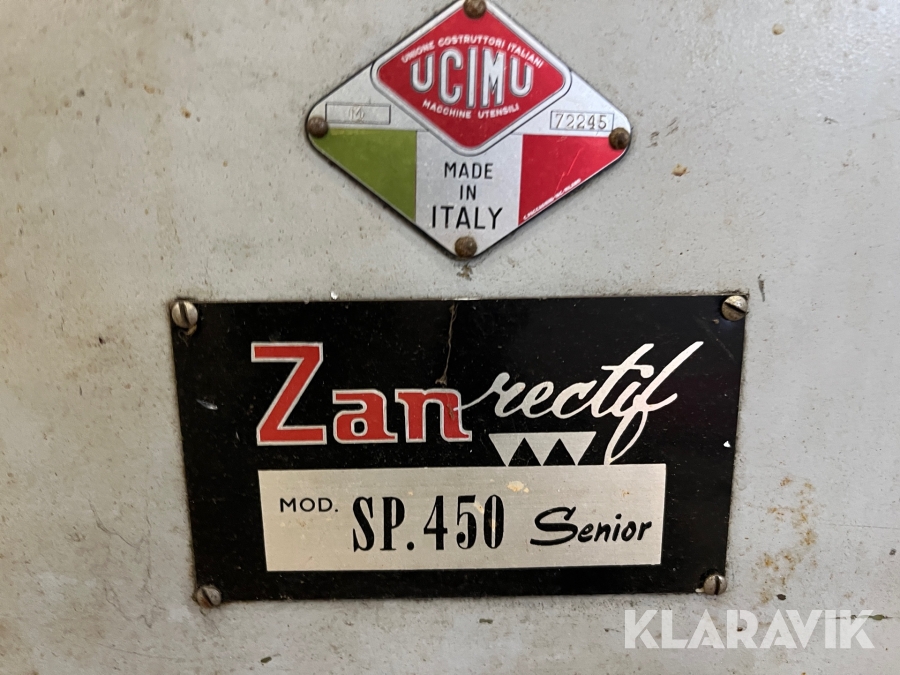 UNIONE COSTRUTTORI ITALIANI
UCIMU
MACCHINE UTENSILI
72245
MADE
IN
ITALY
Zan rectif
MOD. SP.450 Senior
KLARAVIK